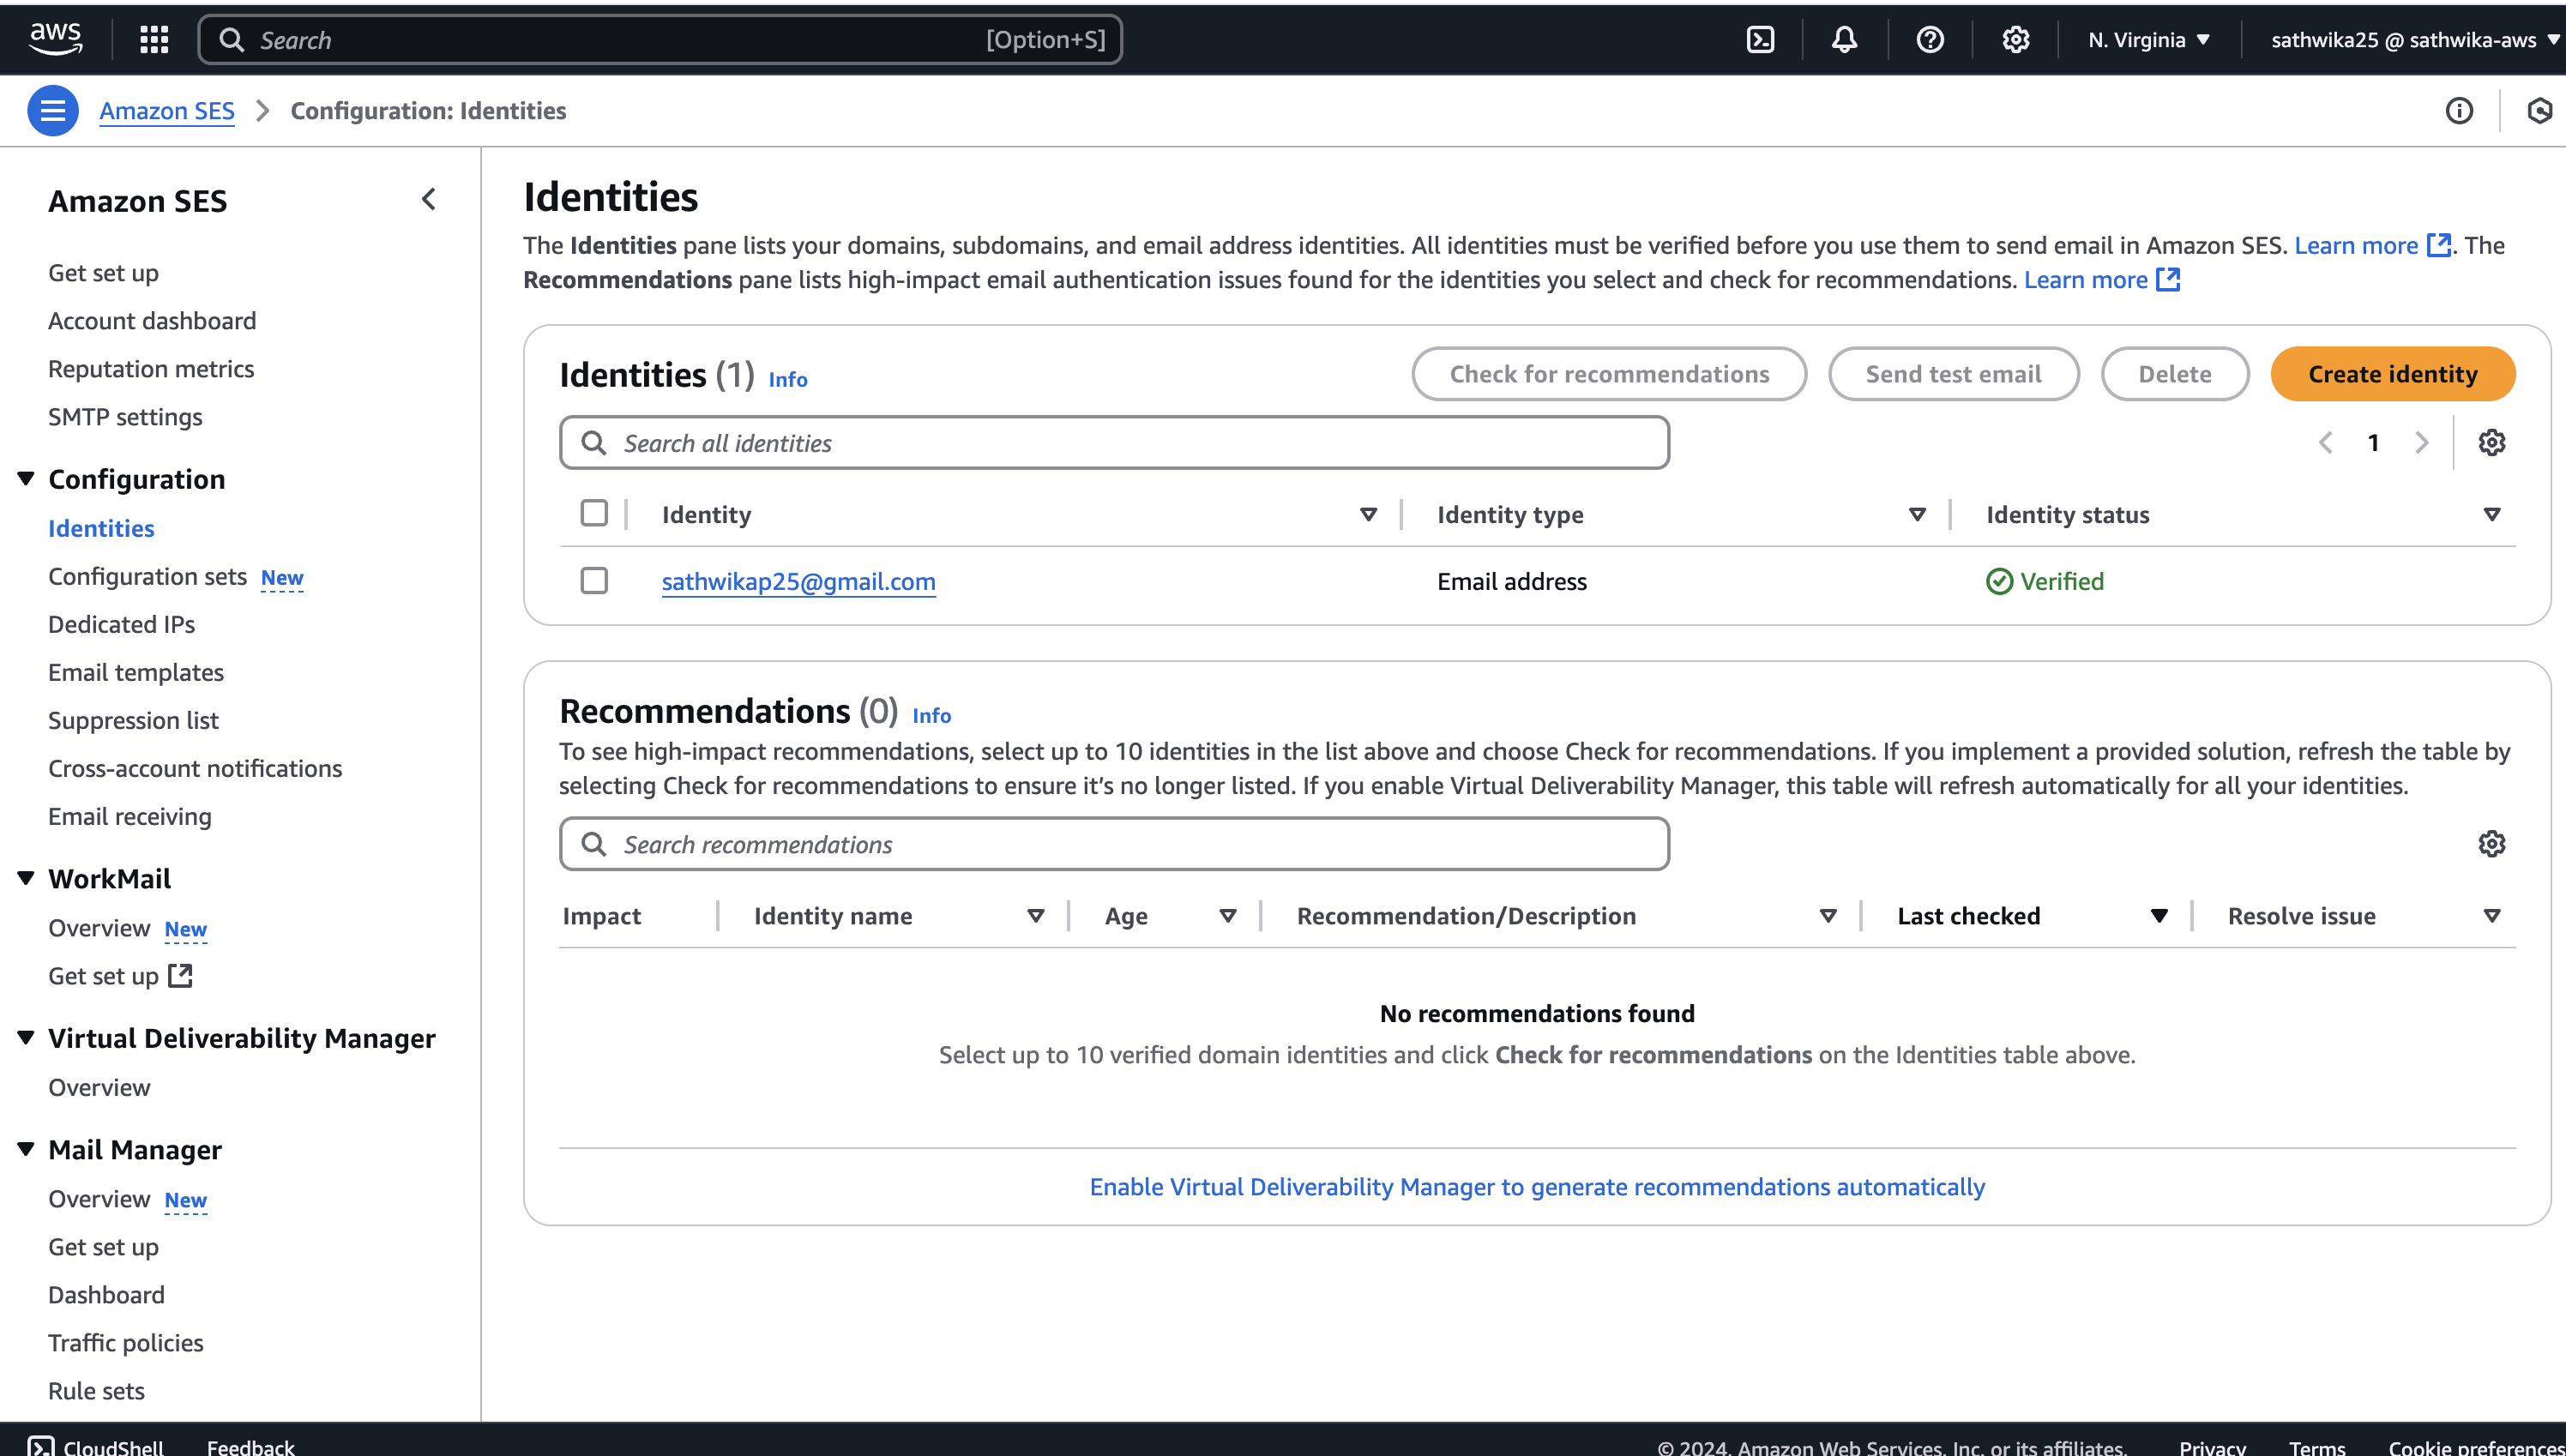 aws
Search
[Option+S]
N. Virginia
sathwika25 @ sathwika-aws
Amazon SES
Configuration: Identities
Amazon SES
Get set up
Account dashboard
Reputation metrics
SMTP settings
Configuration
Identities
Configuration sets New
Dedicated IPs
Email templates
Suppression list
Cross-account notifications
Email receiving
WorkMail
Overview New
Get set up
Virtual Deliverability Manager
Overview
Mail Manager
Overview New
Get set up
Dashboard
Traffic policies
Rule sets
Identities
The Identities pane lists your domains, subdomains, and email address identities. All identities must be verified before you use them to send email in Amazon SES. Learn more . The
Recommendations pane lists high-impact email authentication issues found for the identities you select and check for recommendations. Learn more
Identities (1) Info
Check for recommendations
Send test email
Delete
Create identity
Search all identities
1
Identity
Identity type
Identity status
sathwikap25@gmail.com
Email address
Verified
Recommendations (0) Info
To see high-impact recommendations, select up to 10 identities in the list above and choose Check for recommendations. If you implement a provided solution, refresh the table by
selecting Check for recommendations to ensure it’s no longer listed. If you enable Virtual Deliverability Manager, this table will refresh automatically for all your identities.
Search recommendations
Impact
Identity name
Age
Recommendation/Description
Last checked
Resolve issue
No recommendations found
Select up to 10 verified domain identities and click Check for recommendations on the Identities table above.
Enable Virtual Deliverability Manager to generate recommendations automatically
CloudShell
Feedback
© 2024, Amazon Web Services, Inc. or its affiliates.
Privacy
Terms
Cookie preferences